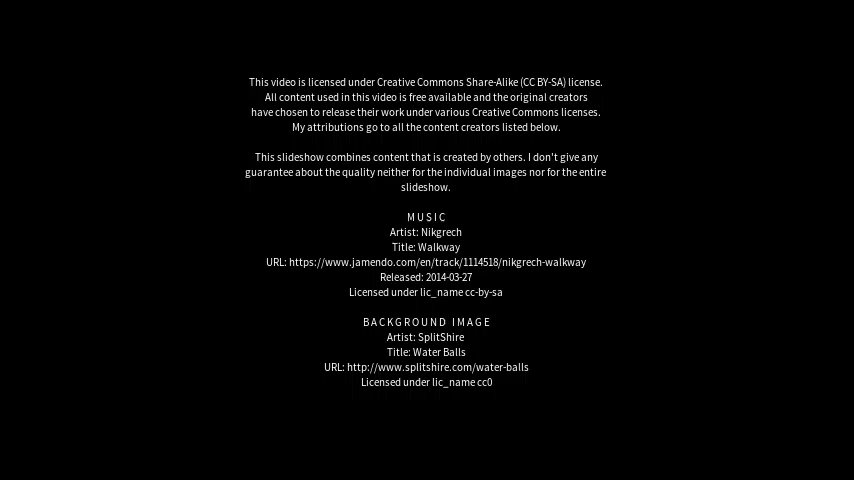 This video is licensed under Creative Commons Share-Alike (CC BY-SA) license.
All content used in this video is free available and the original creators
have chosen to release their work under various Creative Commons licenses.
My attributions go to all the content creators listed below.
This slideshow combines content that is created by others. I don't give any
guarantee about the quality neither for the individual images nor for the entire
slideshow.
MUSIC
Artist: Nikgrech
Title: Walkway
URL: https://www.jamendo.com/en/track/1114518/nikgrech-walkway
Released: 2014-03-27
Licensed under lic_name cc-by-sa
BACKGROUND IMAGE
Artist: SplitShire
Title: Water Balls
URL: http://www.splitshire.com/water-balls
Licensed under lic_name cc0